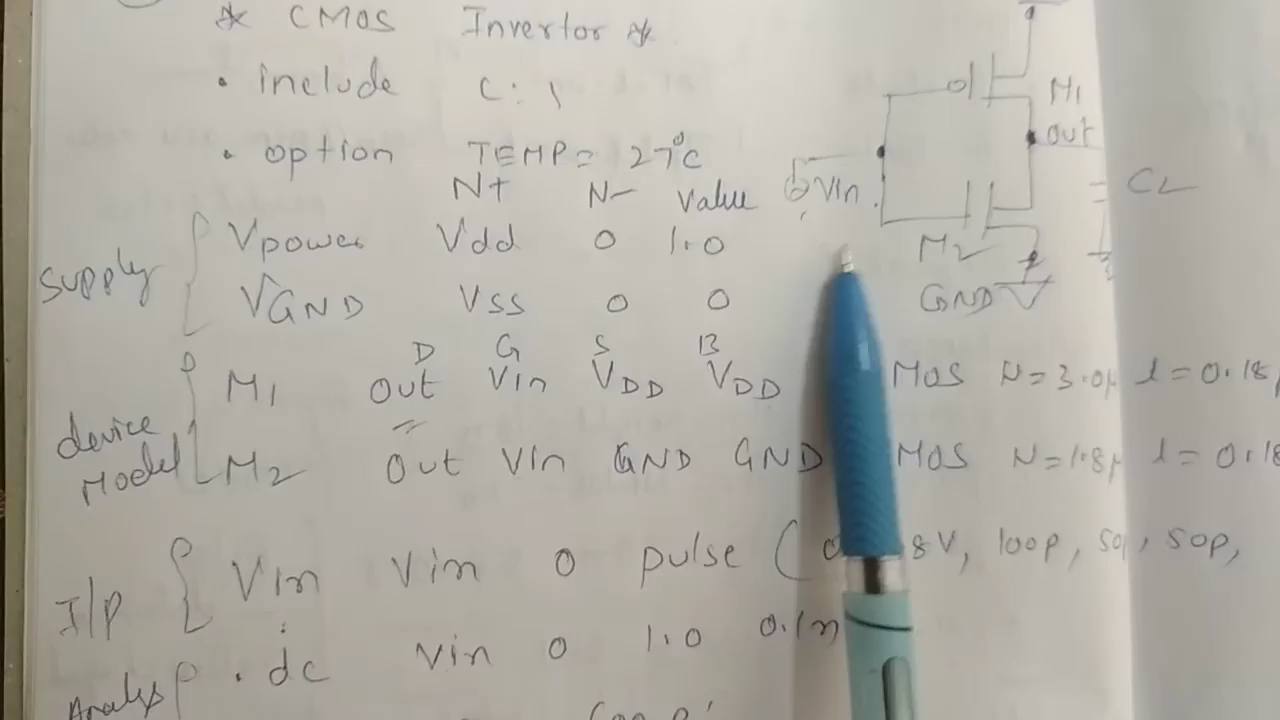 * CMOS Invertor *
. include C:\
. option TEMP= 27°C
N+ N- Value
Supply
Vpower Vdd 0 1.0
VGND VSS 0 0
D G S B
device Model
M1 out Vin VDD VDD MOS W=3.0μ l=0.18μ
M2 out Vin GND GND MOS W=1.8μ l=0.18
I/P
Vin Vin 0 pulse ( 8V, 100p, 50p, 50p,
. dc Vin 0 1.0 0.1m
M1
out
Vin
CL
M2
GND